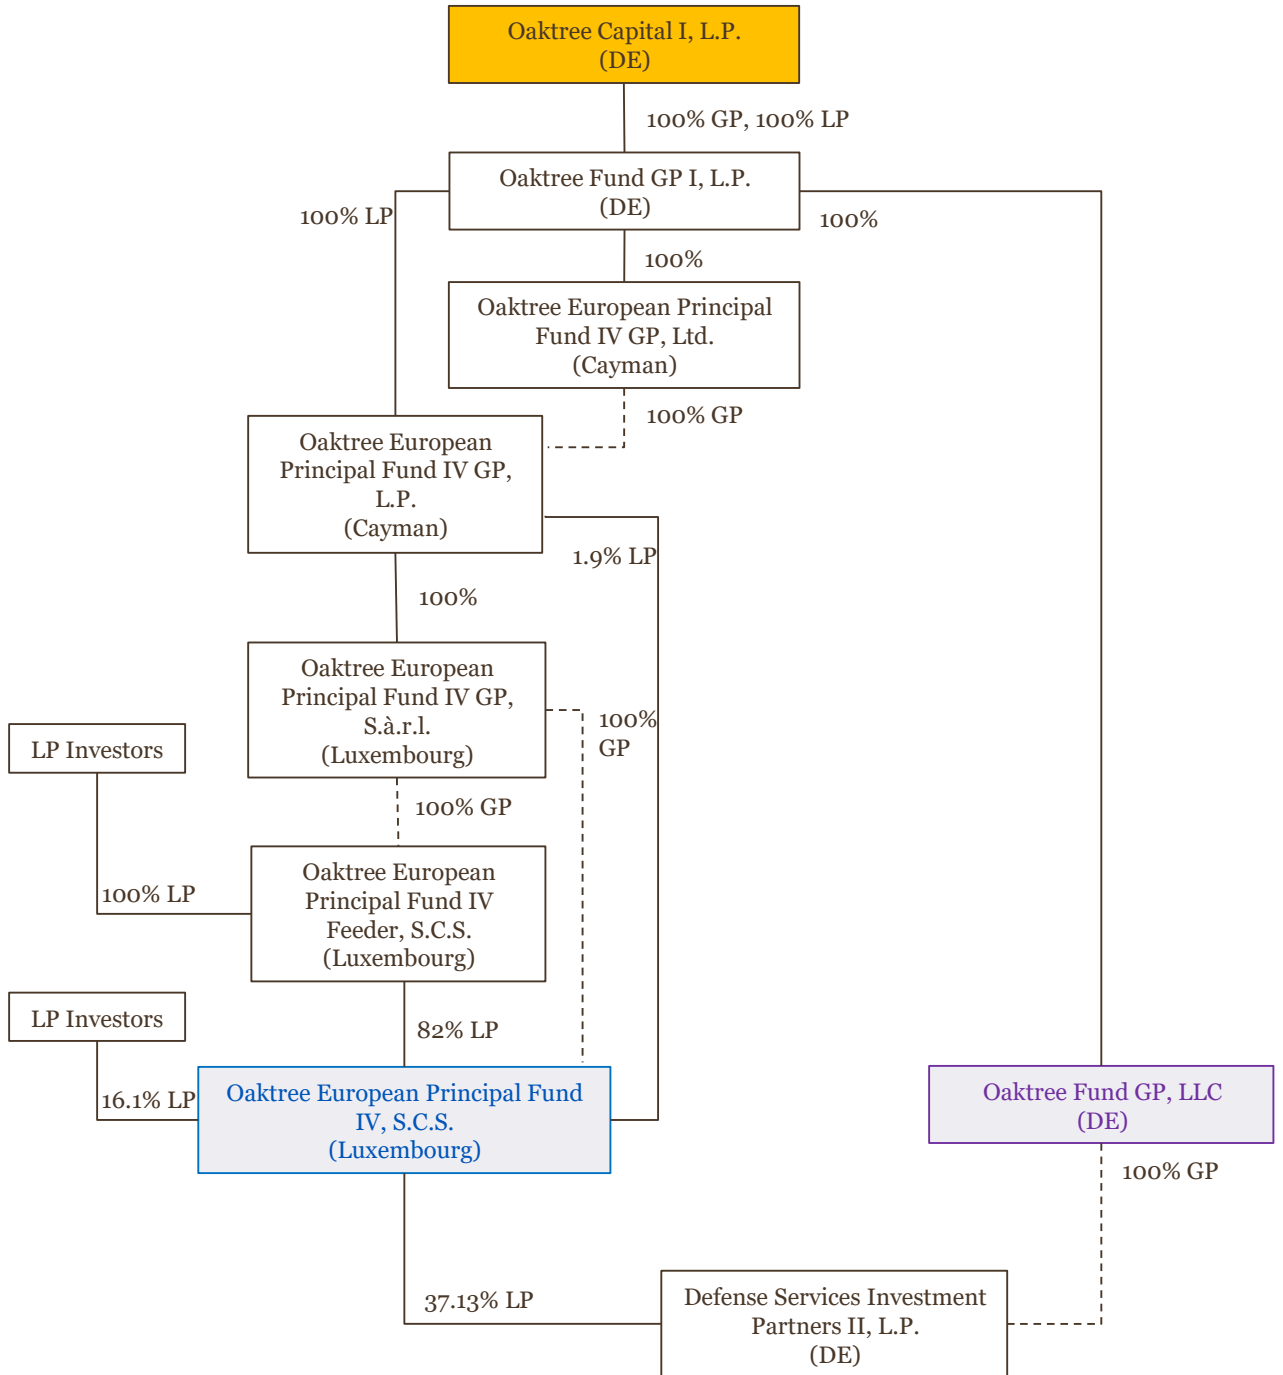 Oaktree Capital I, L.P.
(DE)
100% GP, 100% LP
Oaktree Fund GP I, L.P.
(DE)
100% LP
100%
100%
Oaktree European Principal
Fund IV GP, Ltd.
(Cayman)
100% GP
Oaktree European
Principal Fund IV GP,
L.P.
(Cayman)
1.9% LP
100%
Oaktree European
Principal Fund IV GP,
S.à.r.l.
(Luxembourg)
100%
GP
LP Investors
100% GP
100% LP
Oaktree European
Principal Fund IV
Feeder, S.C.S.
(Luxembourg)
LP Investors
82% LP
16.1% LP
Oaktree European Principal Fund
IV, S.C.S.
(Luxembourg)
Oaktree Fund GP, LLC
(DE)
100% GP
37.13% LP
Defense Services Investment
Partners II, L.P.
(DE)